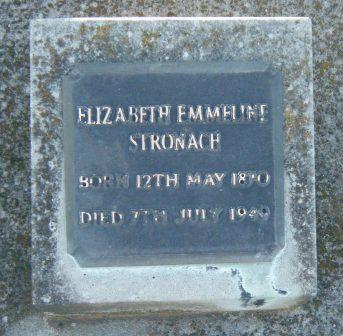 ELIZABETH EMMELINE
STRONACH
BORN 12TH MAY 1870
DIED 7TH JULY 1949